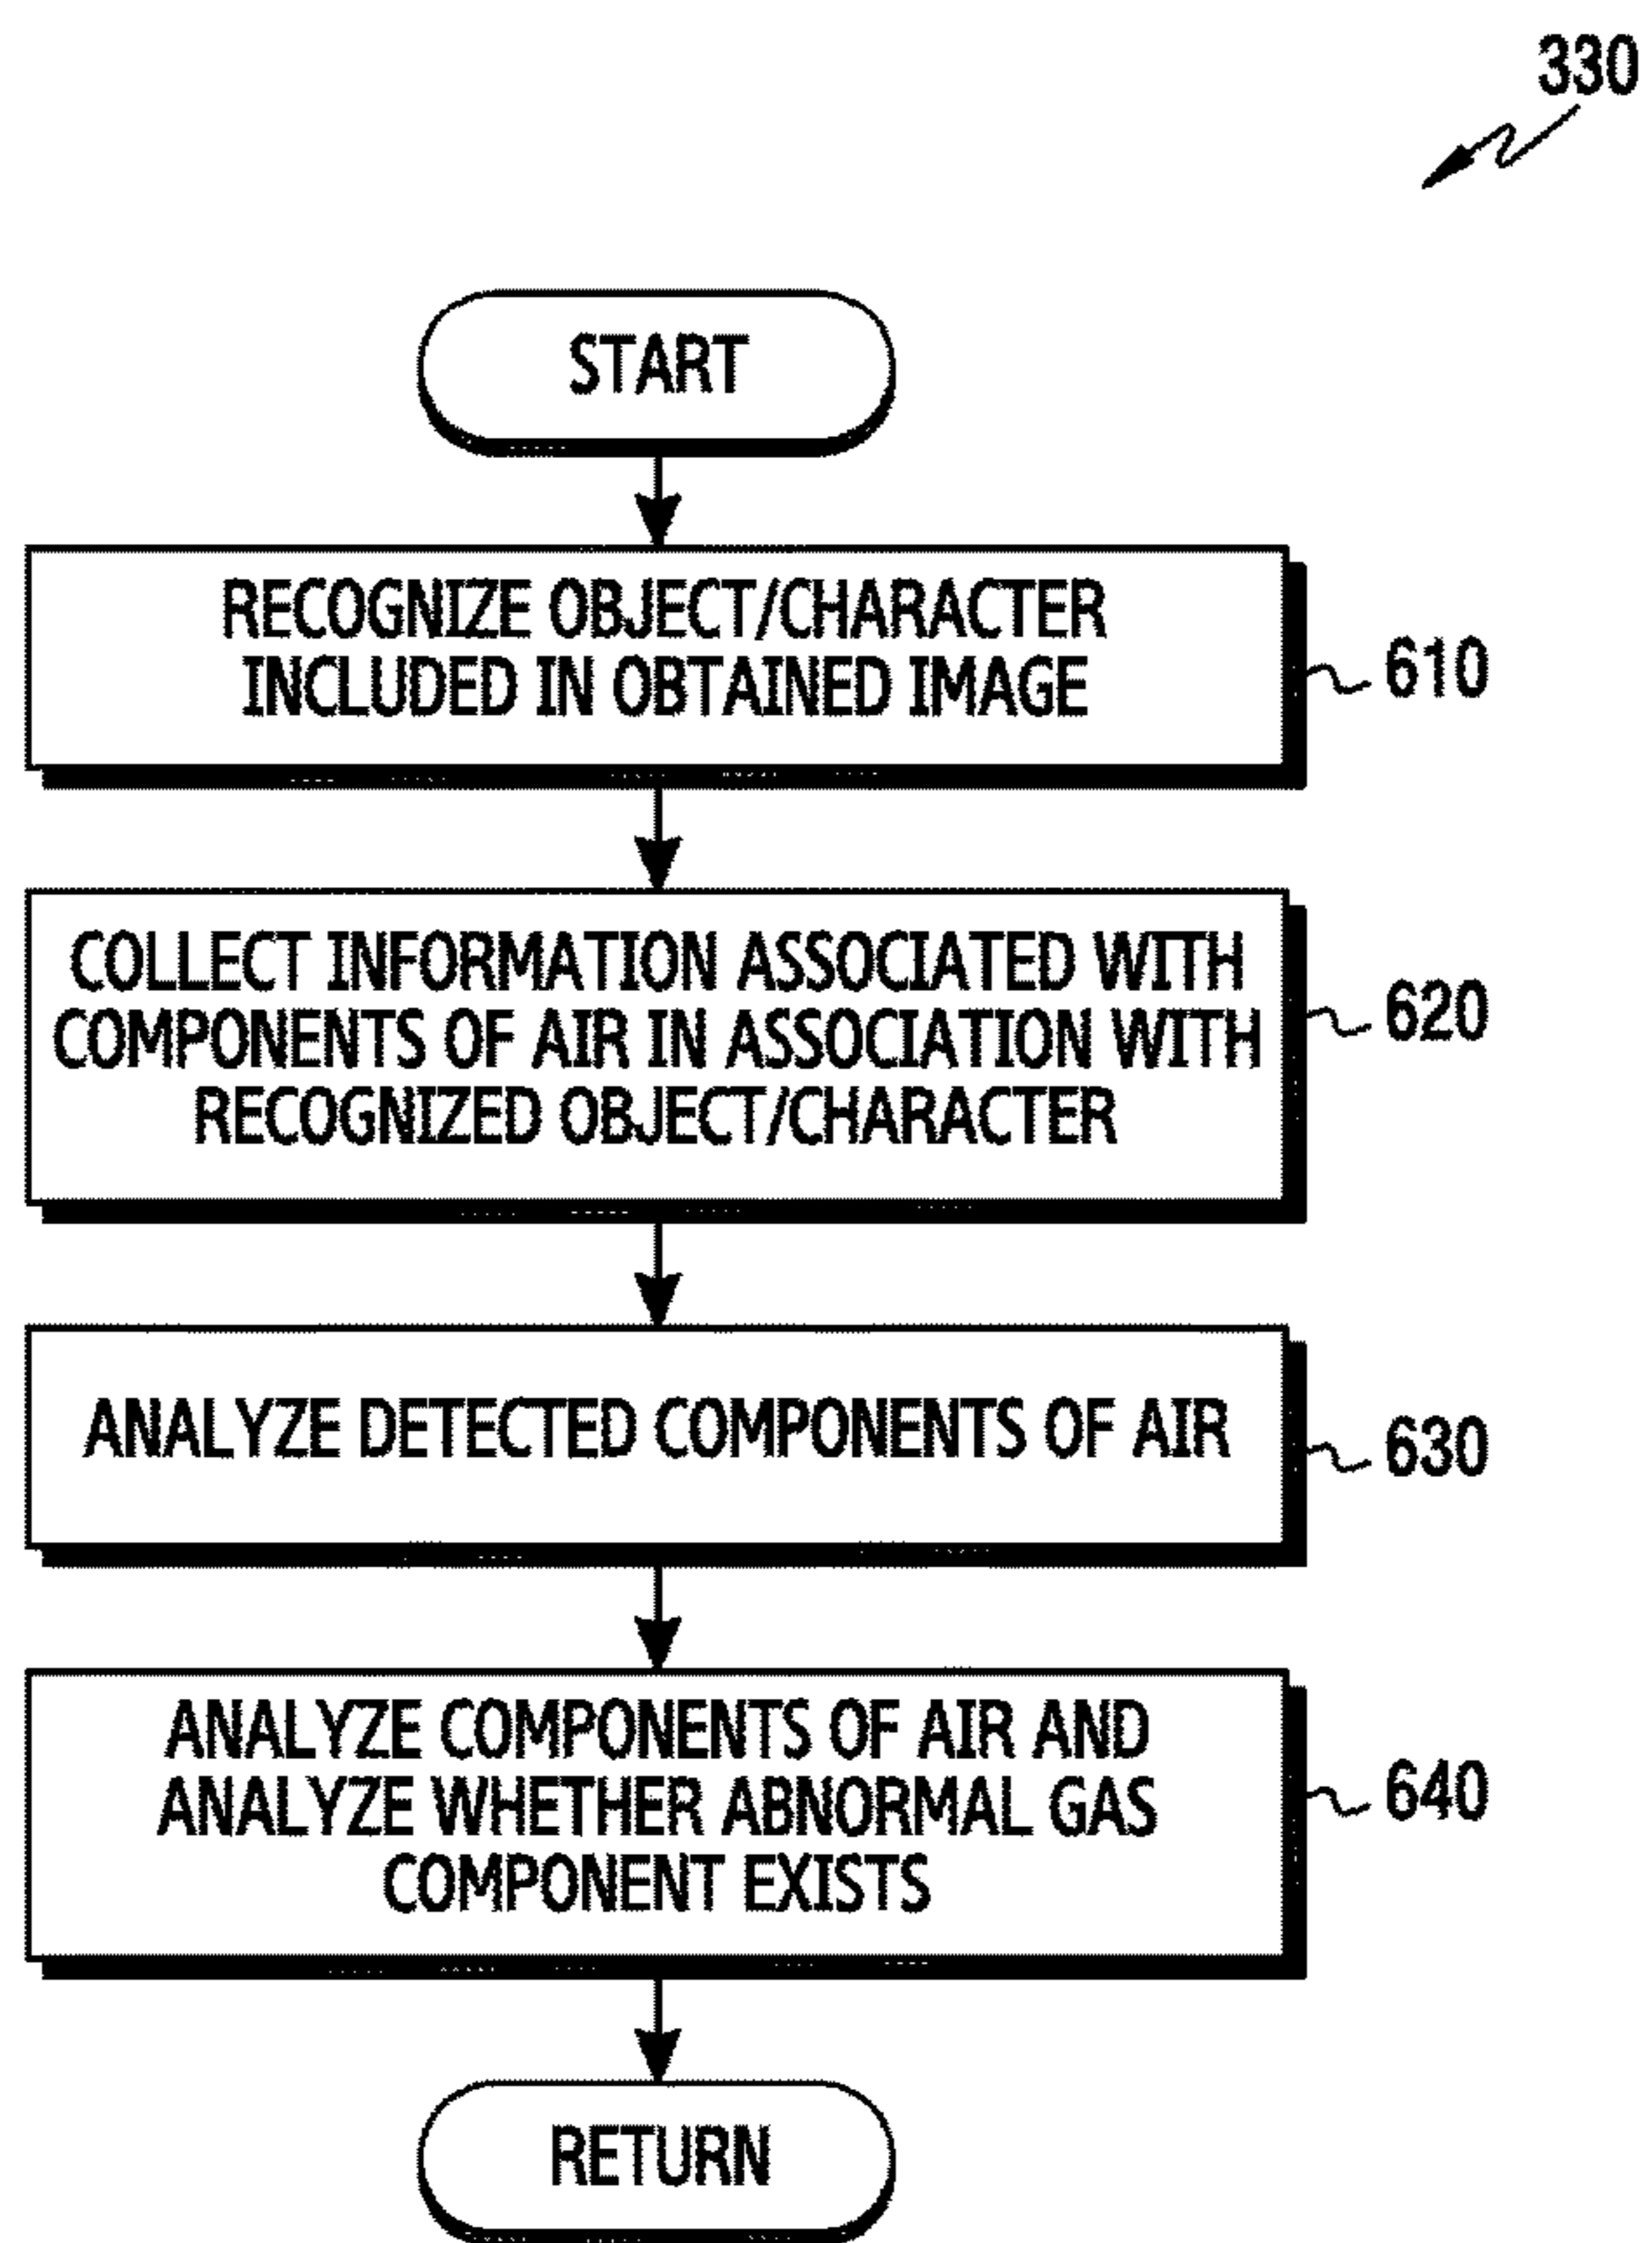 330
START
RECOGNIZE OBJECT/CHARACTER
INCLUDED IN OBTAINED IMAGE
610
COLLECT INFORMATION ASSOCIATED WITH
COMPONENTS OF AIR IN ASSOCIATION WITH
RECOGNIZED OBJECT/CHARACTER
620
ANALYZE DETECTED COMPONENTS OF AIR
630
ANALYZE COMPONENTS OF AIR AND
ANALYZE WHETHER ABNORMAL GAS
COMPONENT EXISTS
640
RETURN